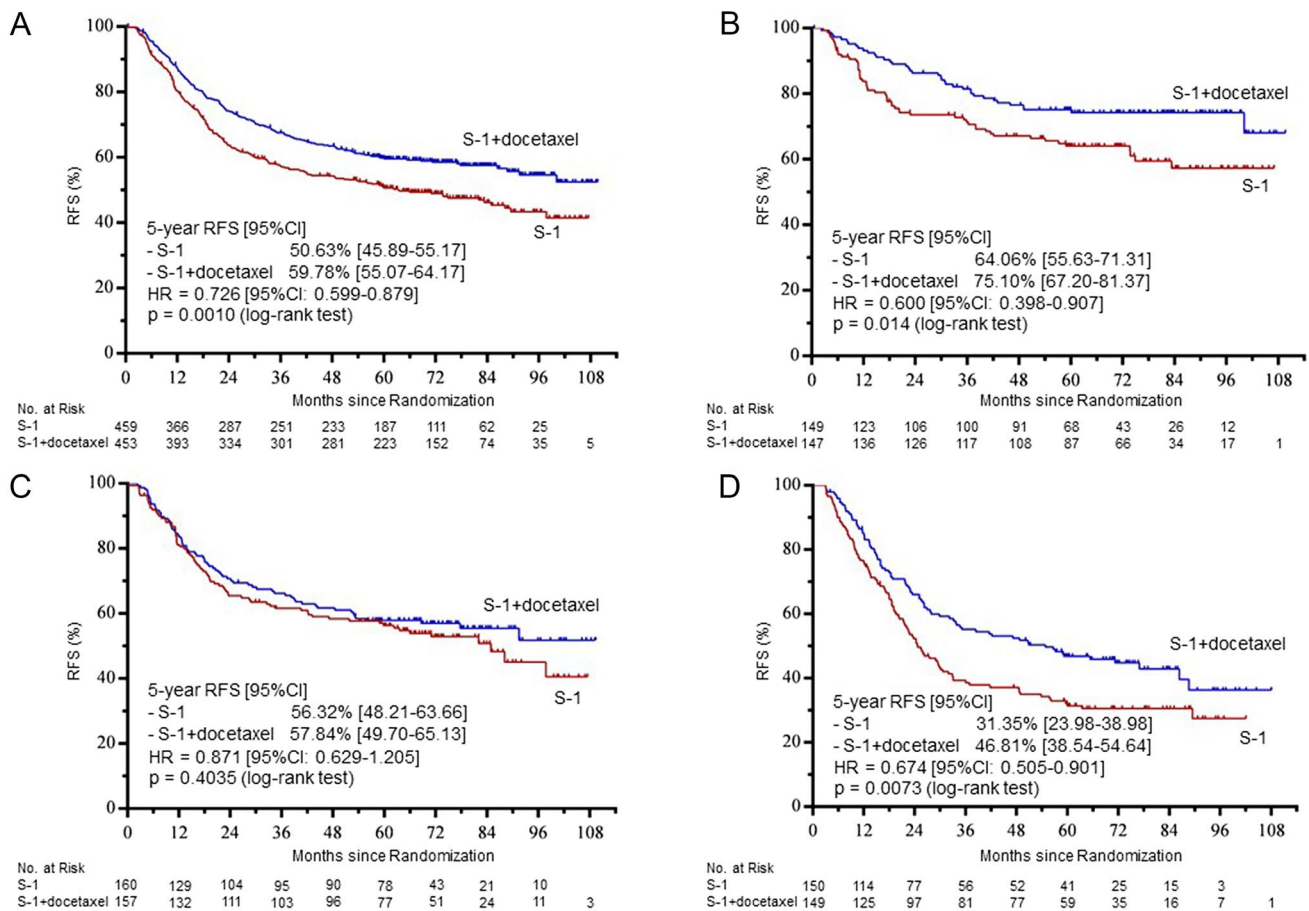 A
100
80
60
40
20
0
RFS (%)
S-1+docetaxel
S-1
5-year RFS [95%CI]
- S-1 50.63% [45.89-55.17]
- S-1+docetaxel 59.78% [55.07-64.17]
HR = 0.726 [95%CI: 0.599-0.879]
p = 0.0010 (log-rank test)
0 12 24 36 48 60 72 84 96 108
Months since Randomization
No. at Risk
S-1 459 366 287 251 233 187 111 62 25
S-1+docetaxel 453 393 334 301 281 223 152 74 35 5
B
100
80
60
40
20
0
RFS (%)
S-1+docetaxel
S-1
5-year RFS [95%CI]
- S-1 64.06% [55.63-71.31]
- S-1+docetaxel 75.10% [67.20-81.37]
HR = 0.600 [95%CI: 0.398-0.907]
p = 0.014 (log-rank test)
0 12 24 36 48 60 72 84 96 108
Months since Randomization
No. at Risk
S-1 149 123 106 100 91 68 43 26 12
S-1+docetaxel 147 136 126 117 108 87 66 34 17 1
C
100
80
60
40
20
0
RFS (%)
S-1+docetaxel
S-1
5-year RFS [95%CI]
- S-1 56.32% [48.21-63.66]
- S-1+docetaxel 57.84% [49.70-65.13]
HR = 0.871 [95%CI: 0.629-1.205]
p = 0.4035 (log-rank test)
0 12 24 36 48 60 72 84 96 108
Months since Randomization
No. at Risk
S-1 160 129 104 95 90 78 43 21 10
S-1+docetaxel 157 132 111 103 96 77 51 24 11 3
D
100
80
60
40
20
0
RFS (%)
S-1+docetaxel
S-1
5-year RFS [95%CI]
- S-1 31.35% [23.98-38.98]
- S-1+docetaxel 46.81% [38.54-54.64]
HR = 0.674 [95%CI: 0.505-0.901]
p = 0.0073 (log-rank test)
0 12 24 36 48 60 72 84 96 108
Months since Randomization
No. at Risk
S-1 150 114 77 56 52 41 25 15 3
S-1+docetaxel 149 125 97 81 77 59 35 16 7 1